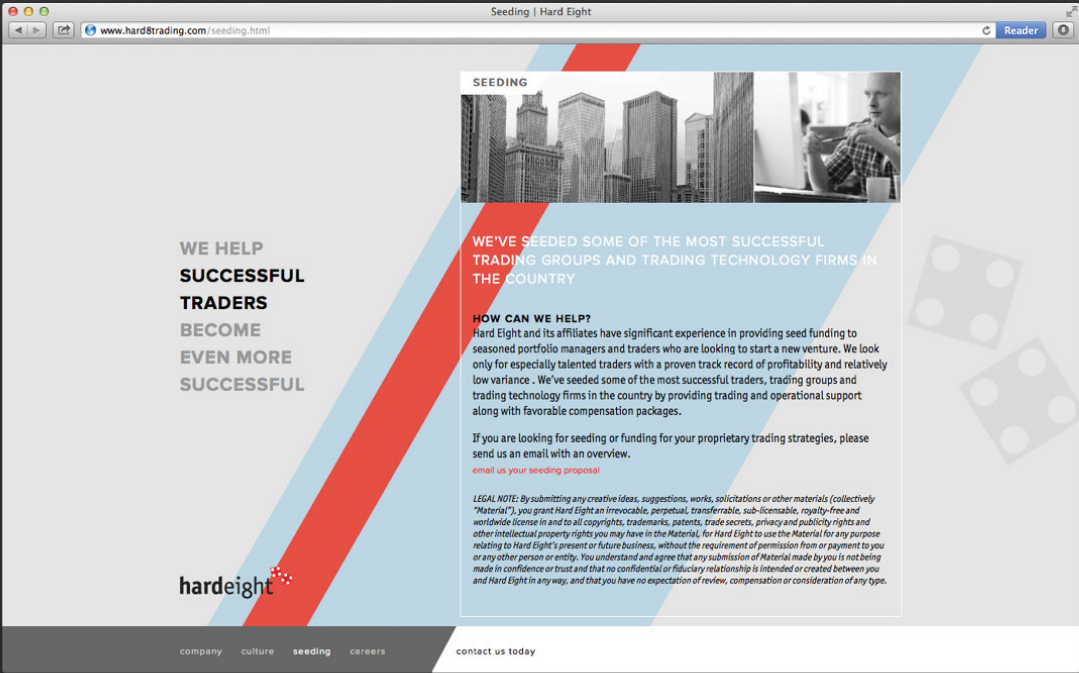 Seeding | Hard Eight
www.hard8trading.com/seeding.html
Reader
SEEDING
WE HELP
SUCCESSFUL
TRADERS
BECOME
EVEN MORE
SUCCESSFUL
WE'VE SEEDED SOME OF THE MOST SUCCESSFUL
TRADING GROUPS AND TRADING TECHNOLOGY FIRMS IN
THE COUNTRY
HOW CAN WE HELP?
Hard Eight and its affiliates have significant experience in providing seed funding to
seasoned portfolio managers and traders who are looking to start a new venture. We look
only for especially talented traders with a proven track record of profitability and relatively
low variance . We've seeded some of the most successful traders, trading groups and
trading technology firms in the country by providing trading and operational support
along with favorable compensation packages.
If you are looking for seeding or funding for your proprietary trading strategies, please
send us an email with an overview.
email us your seeding proposal
LEGAL NOTE: By submitting any creative ideas, suggestions, works, solicitations or other materials (collectively
"Material"), you grant Hard Eight an irrevocable, perpetual, transferrable, sub-licensable, royalty-free and
worldwide license in and to all copyrights, trademarks, patents, trade secrets, privacy and publicity rights and
other intellectual property rights you may have in the Material, for Hard Eight to use the Material for any purpose
relating to Hard Eight's present or future business, without the requirement of permission from or payment to you
or any other person or entity. You understand and agree that any submission of Material made by you is not being
made in confidence or trust and that no confidential or fiduciary relationship is intended or created between you
and Hard Eight in any way, and that you have no expectation of review, compensation or consideration of any type.
hardeight
company culture seeding careers
contact us today